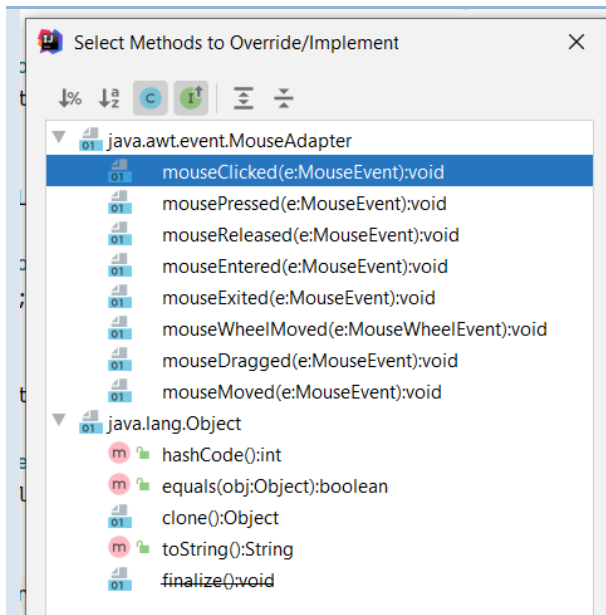 Select Methods to Override/Implement
java.awt.event.MouseAdapter
mouseClicked(e:MouseEvent):void
mousePressed(e:MouseEvent):void
mouseReleased(e:MouseEvent):void
mouseEntered(e:MouseEvent):void
mouseExited(e:MouseEvent):void
mouseWheelMoved(e:MouseWheelEvent):void
mouseDragged(e:MouseEvent):void
mouseMoved(e:MouseEvent):void
java.lang.Object
hashCode():int
equals(obj:Object):boolean
clone():Object
toString():String
finalize():void